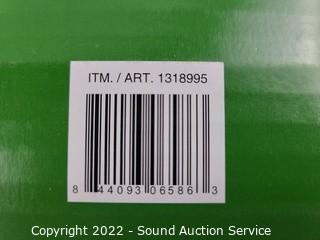 ITM. / ART. 1318995
8 44093 06586 3
Copyright 2022 - Sound Auction Service